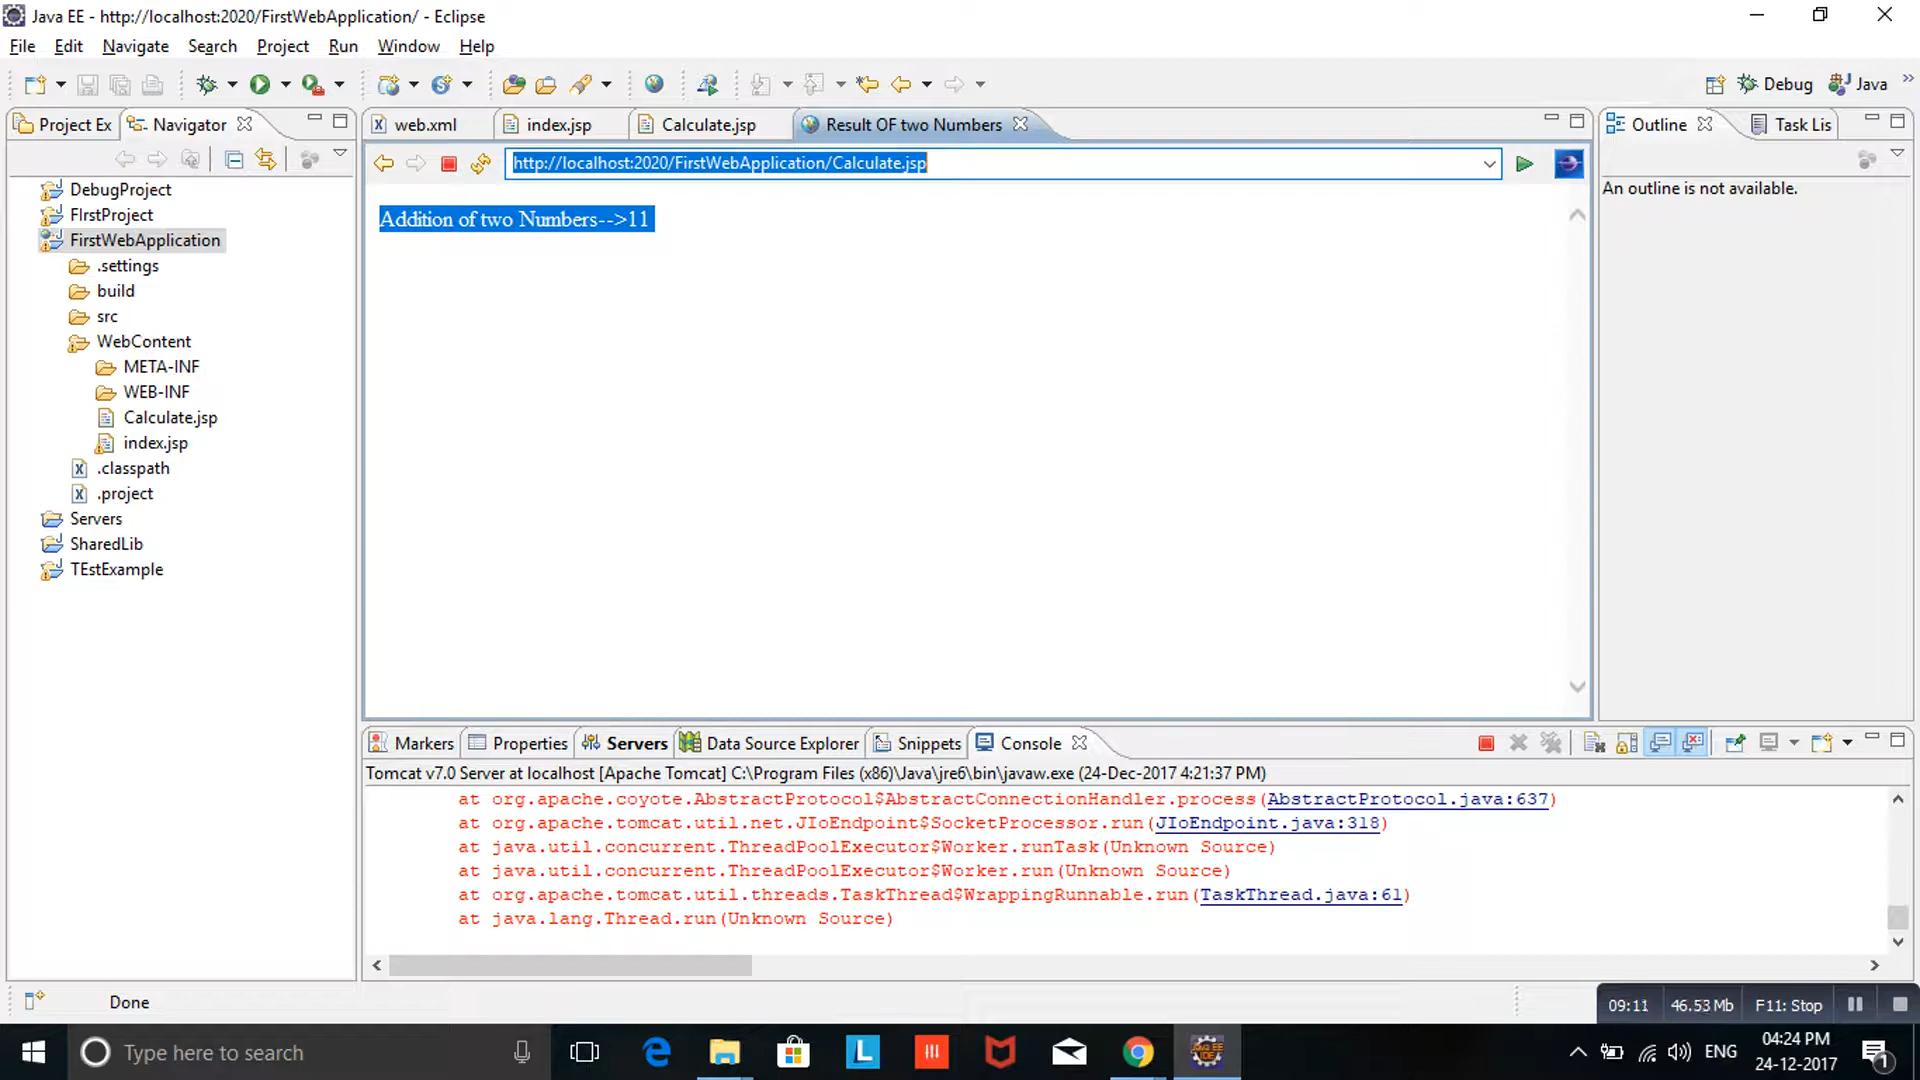 Java EE - http://localhost:2020/FirstWebApplication/ - Eclipse
File Edit Navigate Search Project Run Window Help
Debug Java
Project Ex Navigator
web.xml index.jsp Calculate.jsp Result OF two Numbers
Outline Task Lis
http://localhost:2020/FirstWebApplication/Calculate.jsp
An outline is not available.
Addition of two Numbers-->11
DebugProject
FIrstProject
FirstWebApplication
.settings
build
src
WebContent
META-INF
WEB-INF
Calculate.jsp
index.jsp
.classpath
.project
Servers
SharedLib
TEstExample
Markers Properties Servers Data Source Explorer Snippets Console
Tomcat v7.0 Server at localhost [Apache Tomcat] C:\Program Files (x86)\Java\jre6\bin\javaw.exe (24-Dec-2017 4:21:37 PM)
at org.apache.coyote.AbstractProtocol$AbstractConnectionHandler.process(AbstractProtocol.java:637)
at org.apache.tomcat.util.net.JIoEndpoint$SocketProcessor.run(JIoEndpoint.java:318)
at java.util.concurrent.ThreadPoolExecutor$Worker.runTask(Unknown Source)
at java.util.concurrent.ThreadPoolExecutor$Worker.run(Unknown Source)
at org.apache.tomcat.util.threads.TaskThread$WrappingRunnable.run(TaskThread.java:61)
at java.lang.Thread.run(Unknown Source)
Done
09:11 46.53 Mb F11: Stop
Type here to search
L
JAVA EE
IDE
ENG
04:24 PM
24-12-2017
1